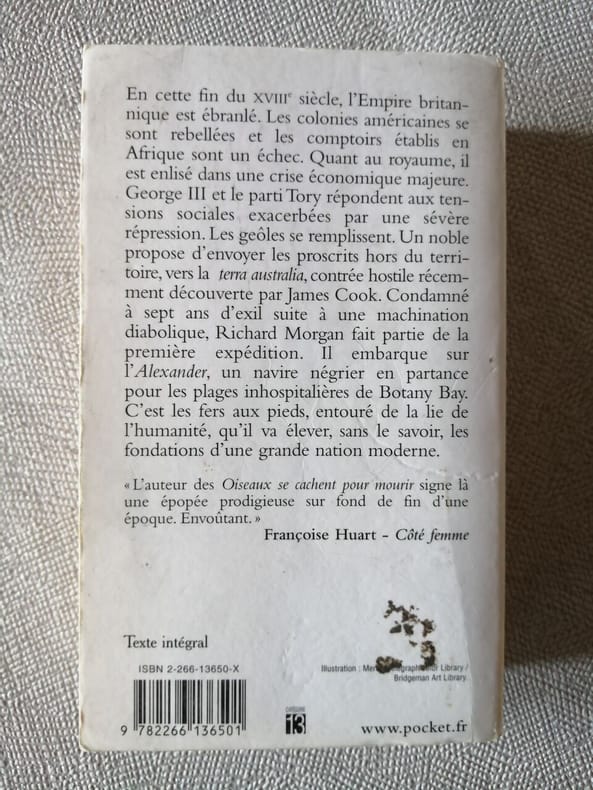 En cette fin du XVIIIe siècle, l'Empire britan-
nique est ébranlé. Les colonies américaines se
sont rebellées et les comptoirs établis en
Afrique sont un échec. Quant au royaume, il
est enlisé dans une crise économique majeure.
George III et le parti Tory répondent aux ten-
sions sociales exacerbées par une sévère
répression. Les geôles se remplissent. Un noble
propose d'envoyer les proscrits hors du terri-
toire, vers la terra australia, contrée hostile récem-
ment découverte par James Cook. Condamné
à sept ans d'exil suite à une machination
diabolique, Richard Morgan fait partie de la
première expédition. Il embarque sur
l'Alexander, un navire négrier en partance
pour les plages inhospitalières de Botany Bay.
C'est les fers aux pieds, entouré de la lie de
l'humanité, qu'il va élever, sans le savoir, les
fondations d'une grande nation moderne.
« L'auteur des Oiseaux se cachent pour mourir signe là
une épopée prodigieuse sur fond de fin d'une
époque. Envoûtant. »
Françoise Huart - Côté femme
Texte intégral
ISBN 2-266-13650-X
Illustration : Library /
Bridgeman Art Library.
9 782266 136501
CATÉGORIE
13
www.pocket.fr